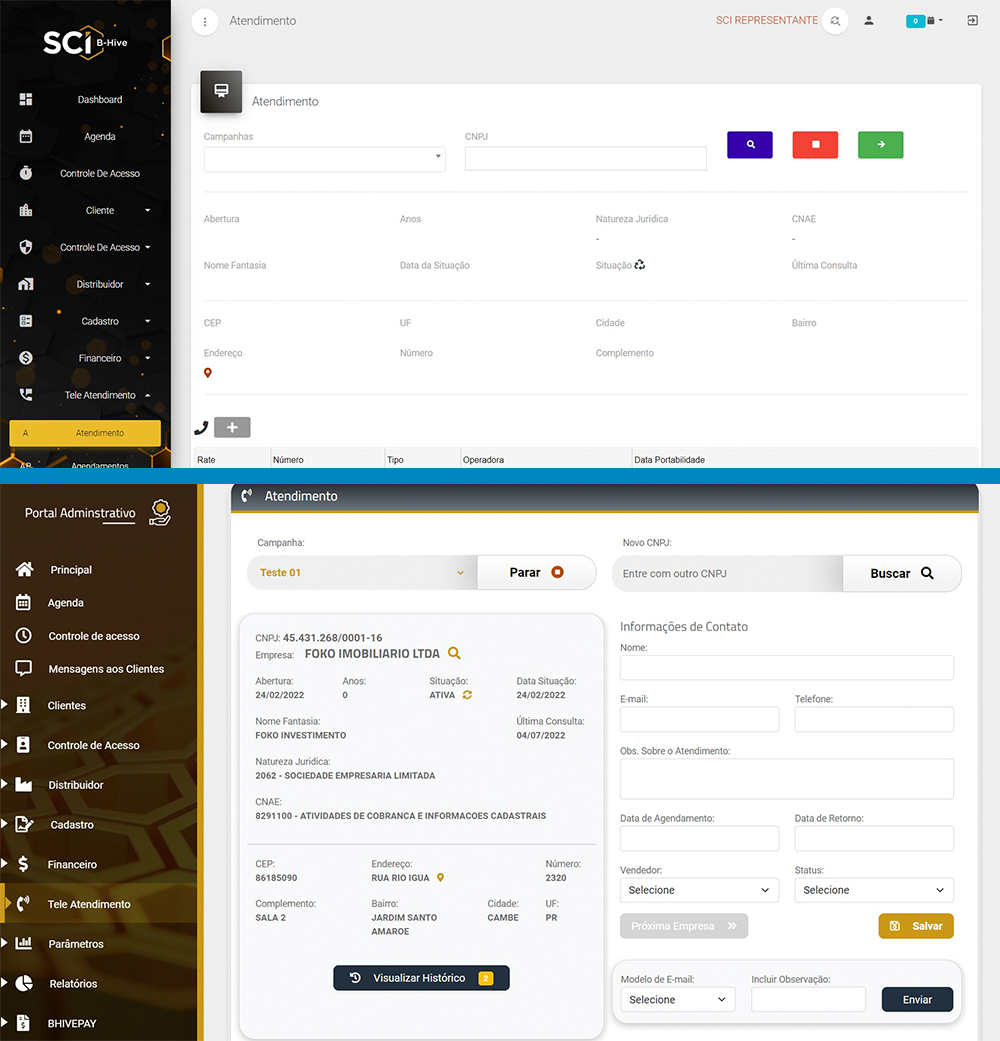 SCI B-Hive
Dashboard
Agenda
Controle De Acesso
Cliente
Controle De Acesso
Distribuidor
Cadastro
Financeiro
Tele Atendimento
A Atendimento
AB Agendamentos
Atendimento
SCI REPRESENTANTE
0
Atendimento
Campanhas CNPJ
Abertura Anos Natureza Jurídica CNAE
- -
Nome Fantasia Data da Situação Situação Última Consulta
CEP UF Cidade Bairro
Endereço Número Complemento
Rate Número Tipo Operadora Data Portabilidade
Portal Adminstrativo
Principal
Agenda
Controle de acesso
Mensagens aos Clientes
Clientes
Controle de Acesso
Distribuidor
Cadastro
Financeiro
Tele Atendimento
Parâmetros
Relatórios
BHIVEPAY
Atendimento
Campanha:
Teste 01 Parar
Novo CNPJ:
Entre com outro CNPJ Buscar
CNPJ: 45.431.268/0001-16
Empresa: FOKO IMOBILIARIO LTDA
Abertura: Anos: Situação: Data Situação:
24/02/2022 0 ATIVA 24/02/2022
Nome Fantasia: Última Consulta:
FOKO INVESTIMENTO 04/07/2022
Natureza Jurídica:
2062 - SOCIEDADE EMPRESARIA LIMITADA
CNAE:
8291100 - ATIVIDADES DE COBRANCA E INFORMACOES CADASTRAIS
CEP: Endereço: Número:
86185090 RUA RIO IGUA 2320
Complemento: Bairro: Cidade: UF:
SALA 2 JARDIM SANTO CAMBE PR
AMAROE
Visualizar Histórico 2
Informações de Contato
Nome:
E-mail: Telefone:
Obs. Sobre o Atendimento:
Data de Agendamento: Data de Retorno:
Vendedor: Status:
Selecione Selecione
Próxima Empresa Salvar
Modelo de E-mail: Incluir Observação:
Selecione Enviar